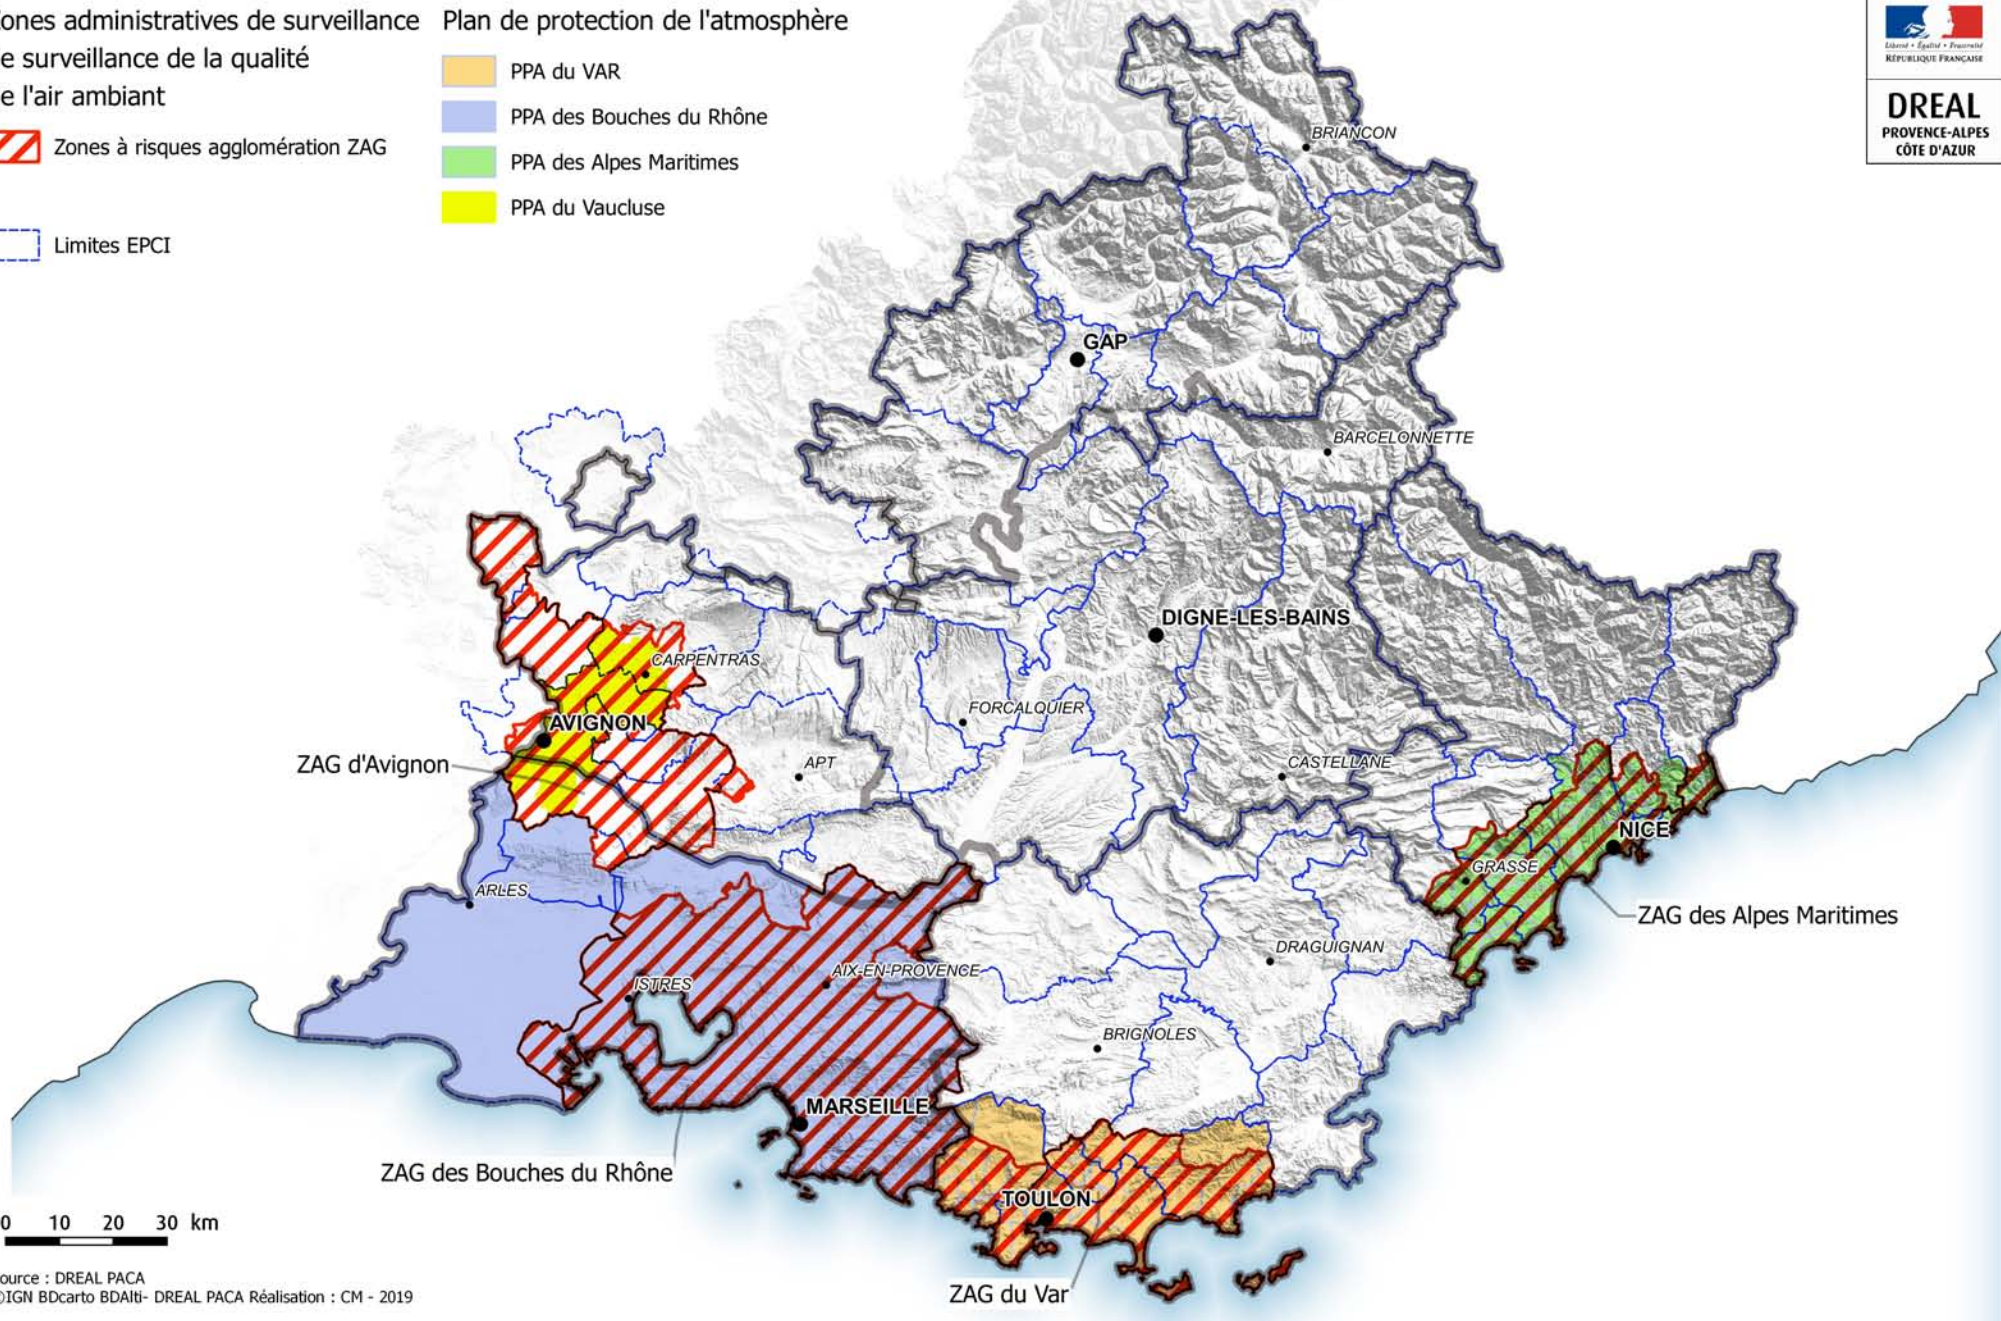 ones administratives de surveillance
e surveillance de la qualité
e l'air ambiant
Zones à risques agglomération ZAG
Limites EPCI
Plan de protection de l'atmosphère
PPA du VAR
PPA des Bouches du Rhône
PPA des Alpes Maritimes
PPA du Vaucluse
Liberté • Égalité • Fraternité
RÉPUBLIQUE FRANÇAISE
DREAL
PROVENCE-ALPES
CÔTE D'AZUR
BRIANCON
GAP
BARCELONNETTE
DIGNE-LES-BAINS
CARPENTRAS
FORCALQUIER
AVIGNON
ZAG d'Avignon
APT
CASTELLANE
NICE
GRASSE
ARLES
ZAG des Alpes Maritimes
DRAGUIGNAN
AIX-EN-PROVENCE
ISTRES
BRIGNOLES
MARSEILLE
ZAG des Bouches du Rhône
TOULON
ZAG du Var
0 10 20 30 km
ource : DREAL PACA
©IGN BDcarto BDAlti- DREAL PACA Réalisation : CM - 2019